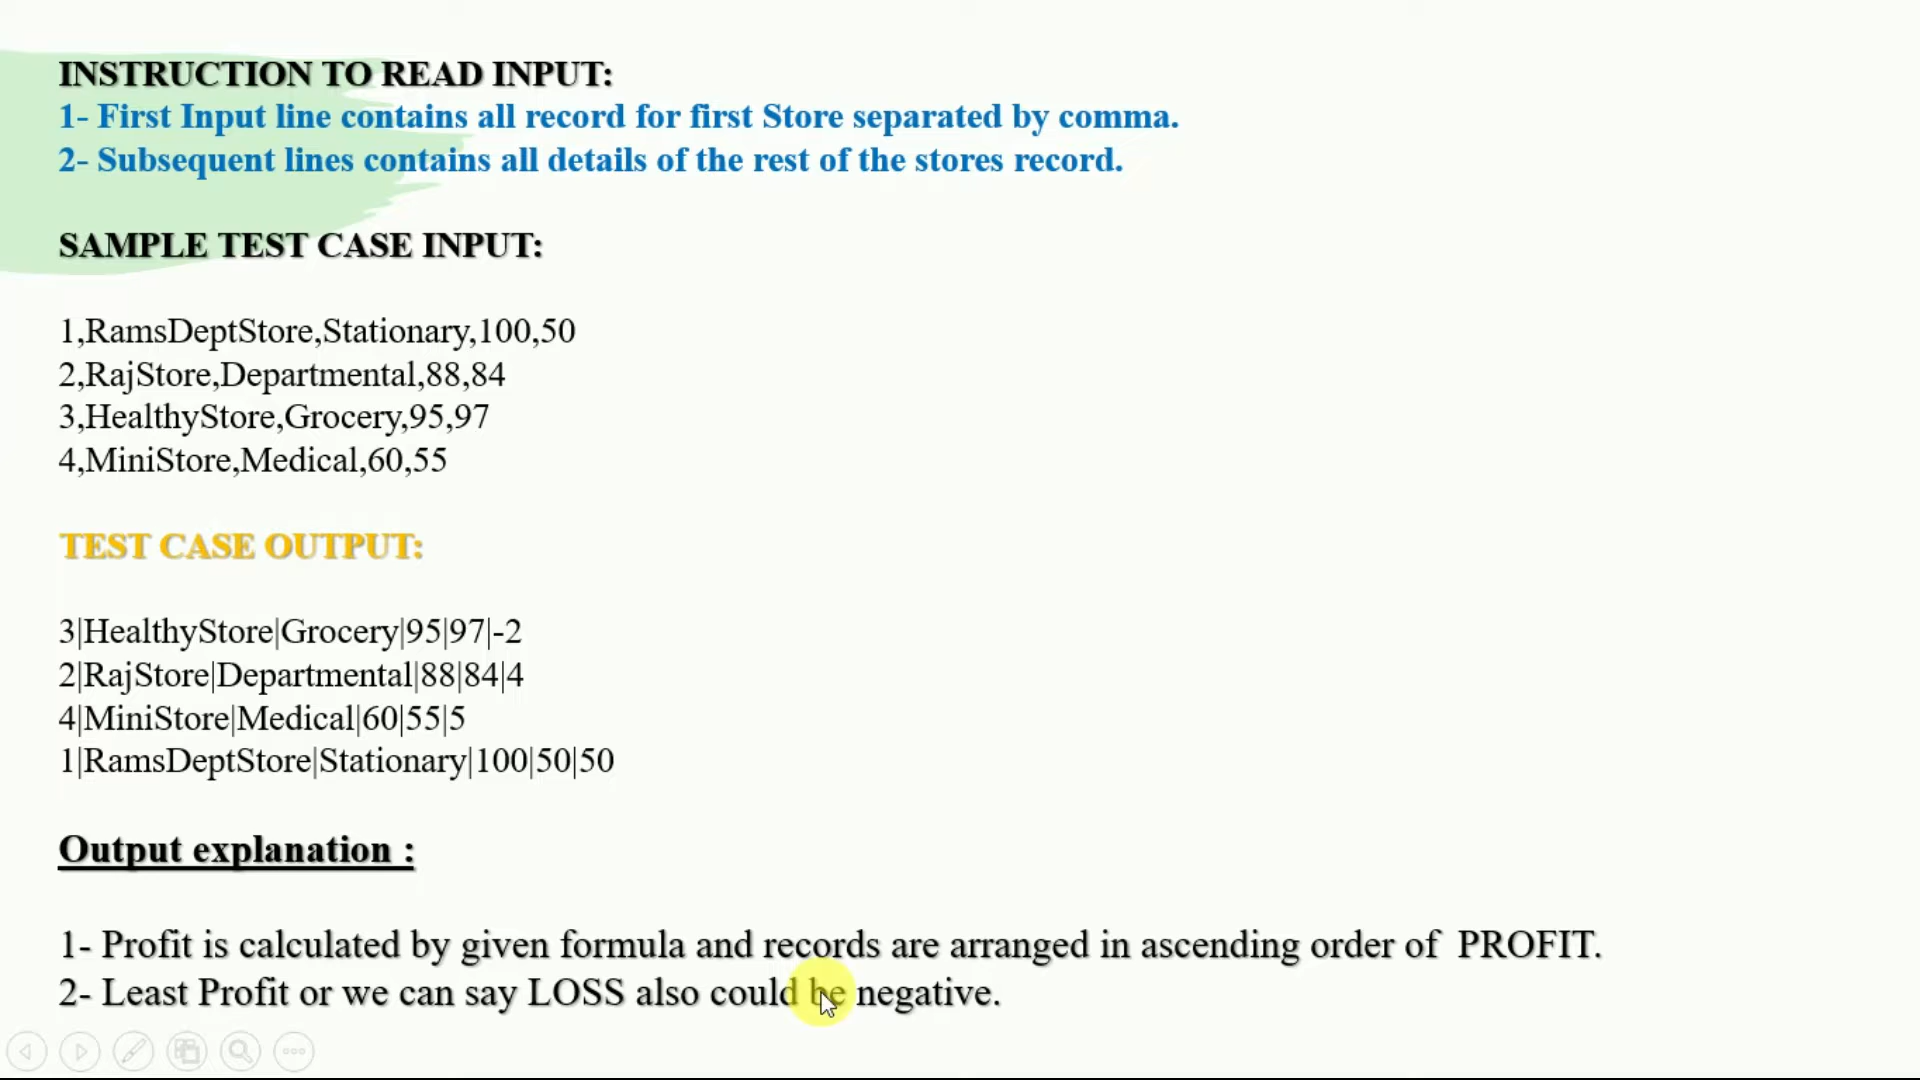 INSTRUCTION TO READ INPUT:
1- First Input line contains all record for first Store separated by comma.
2- Subsequent lines contains all details of the rest of the stores record.
SAMPLE TEST CASE INPUT:
1,RamsDeptStore,Stationary,100,50
2,RajStore,Departmental,88,84
3,HealthyStore,Grocery,95,97
4,MiniStore,Medical,60,55
TEST CASE OUTPUT:
3|HealthyStore|Grocery|95|97|-2
2|RajStore|Departmental|88|84|4
4|MiniStore|Medical|60|55|5
1|RamsDeptStore|Stationary|100|50|50
Output explanation :
1- Profit is calculated by given formula and records are arranged in ascending order of PROFIT.
2- Least Profit or we can say LOSS also could be negative.